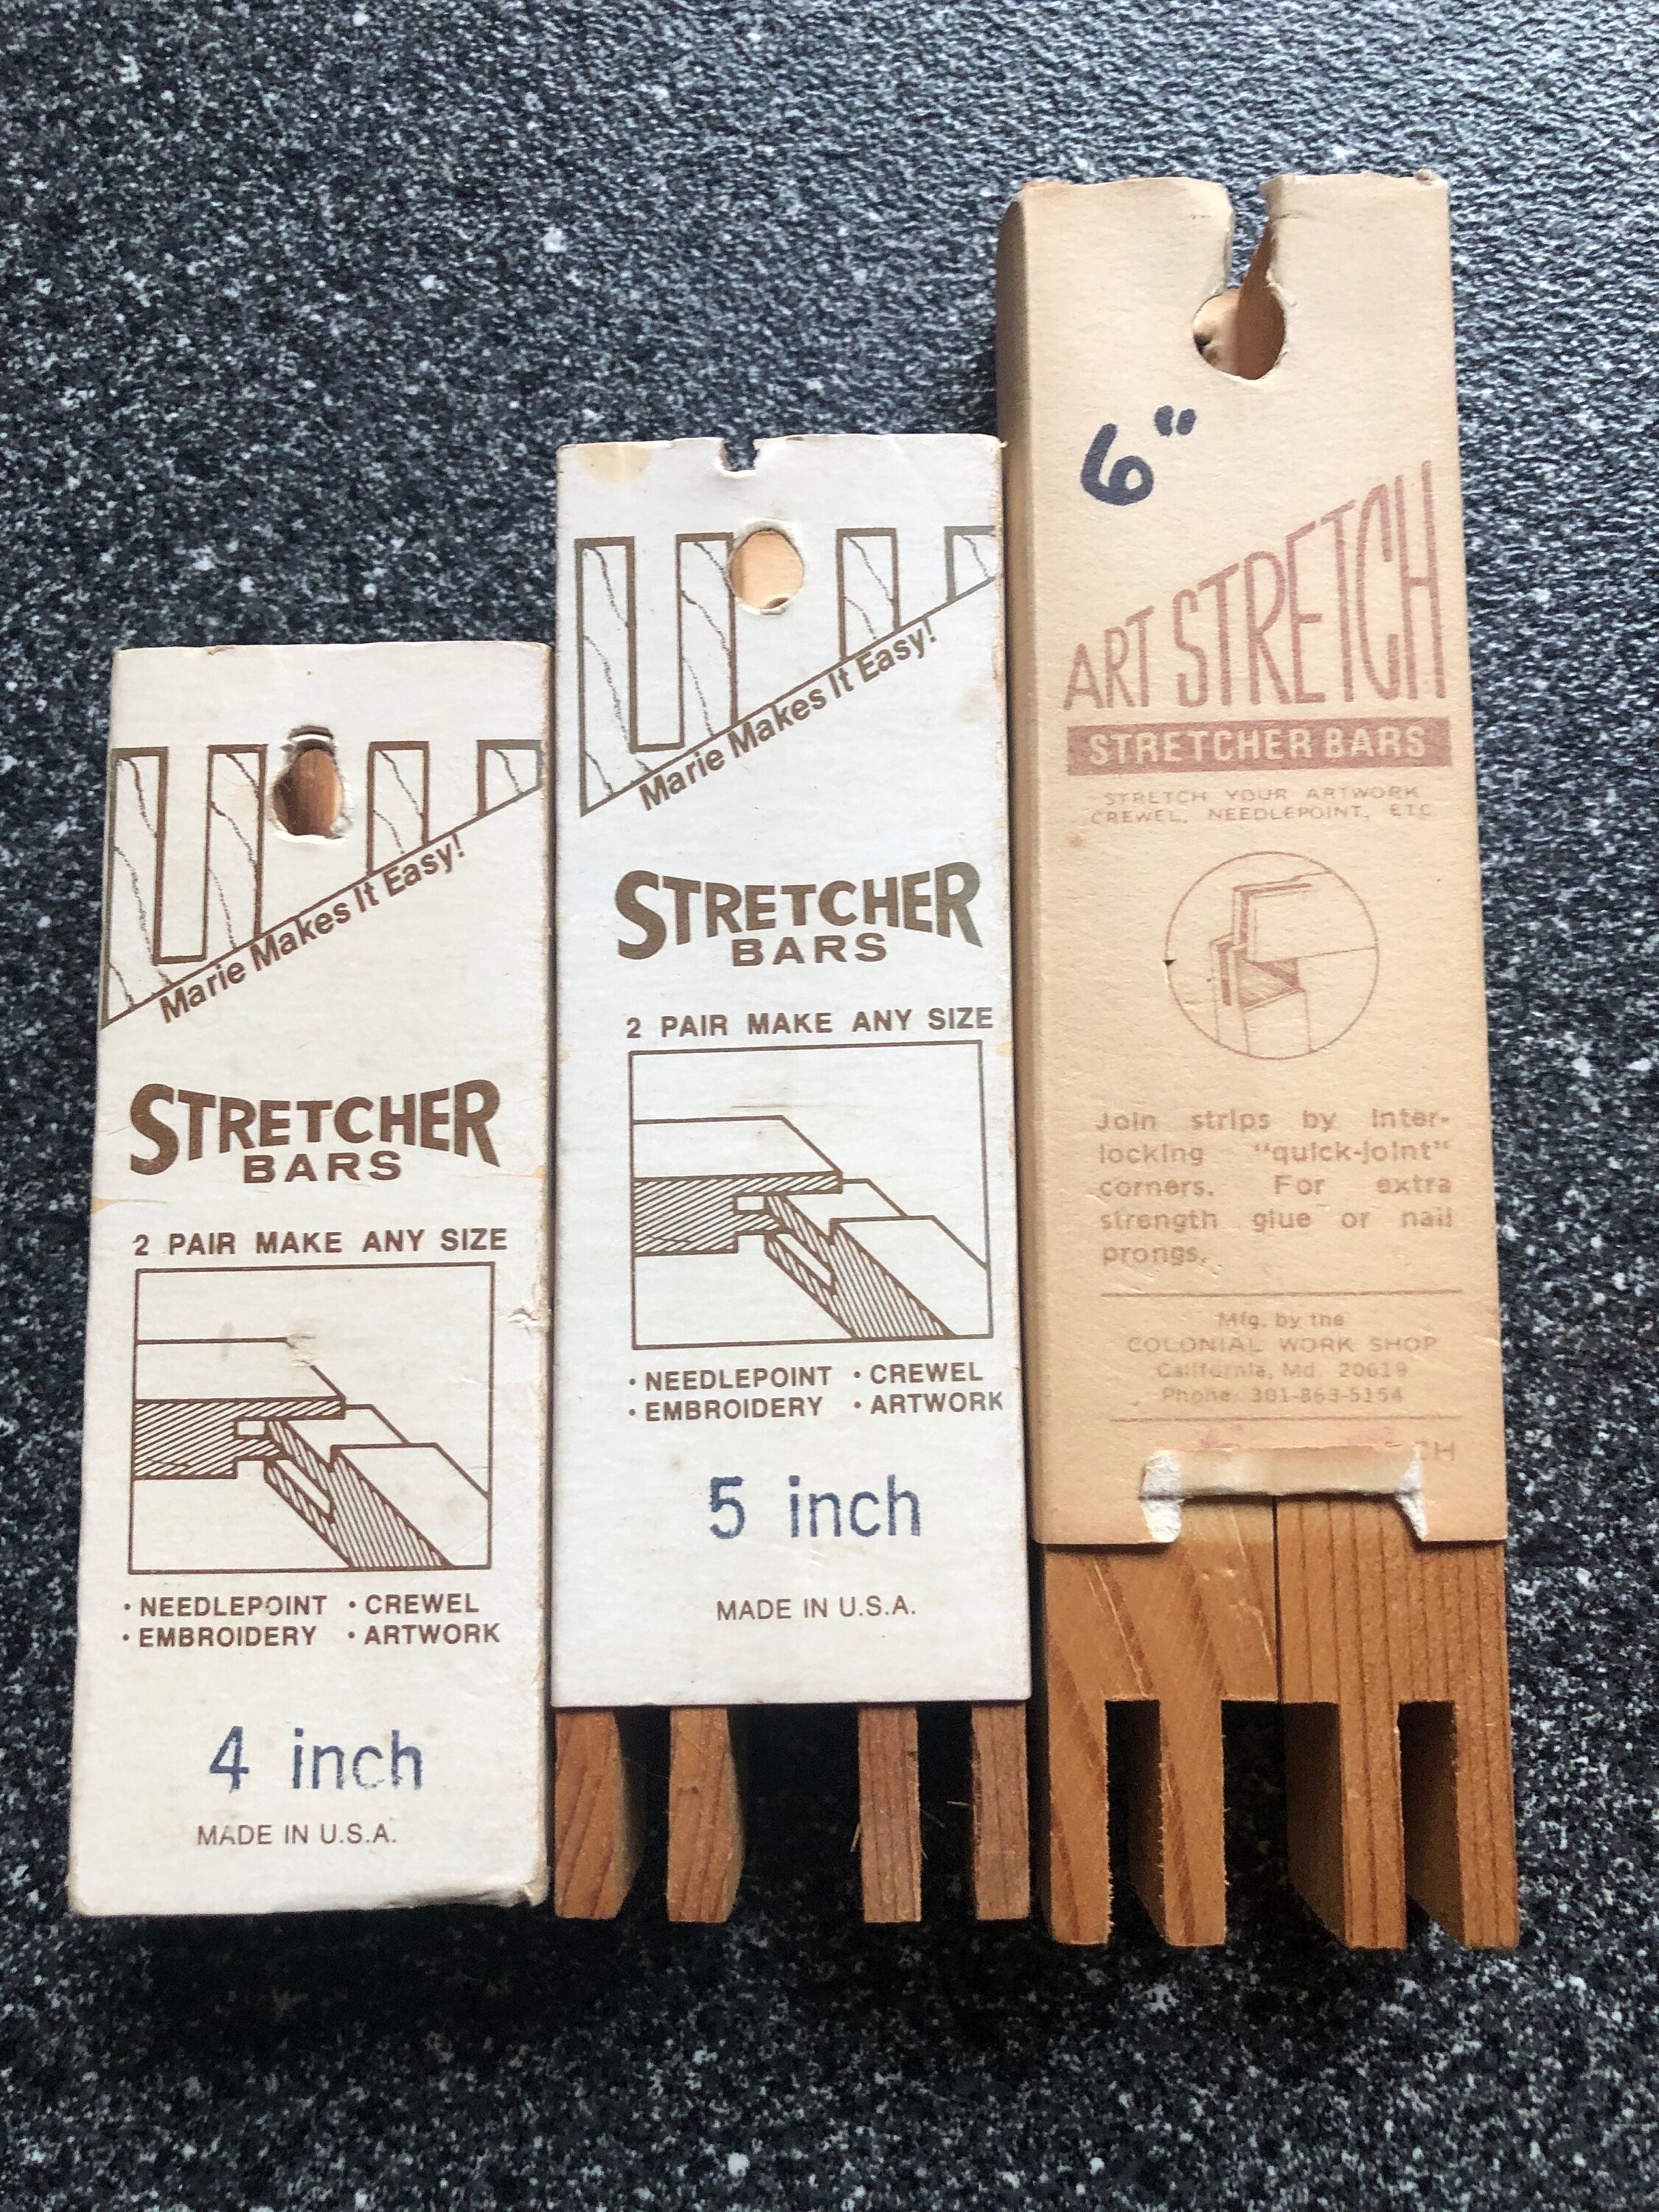 Marie Makes It Easy!
STRETCHER
BARS
2 PAIR MAKE ANY SIZE
• NEEDLEPOINT • CREWEL
• EMBROIDERY • ARTWORK
4 inch
MADE IN U.S.A.
Marie Makes It Easy!
STRETCHER
BARS
2 PAIR MAKE ANY SIZE
• NEEDLEPOINT • CREWEL
• EMBROIDERY • ARTWORK
5 inch
MADE IN U.S.A.
6"
ART STRETCH
STRETCHER BARS
STRETCH YOUR ARTWORK
CREWEL, NEEDLEPOINT, ETC
Join strips by inter-
locking "quick-joint"
corners. For extra
strength glue or nail
prongs.
Mfg. by the
COLONIAL WORK SHOP
California, Md 20619
Phone: 301-863-5154